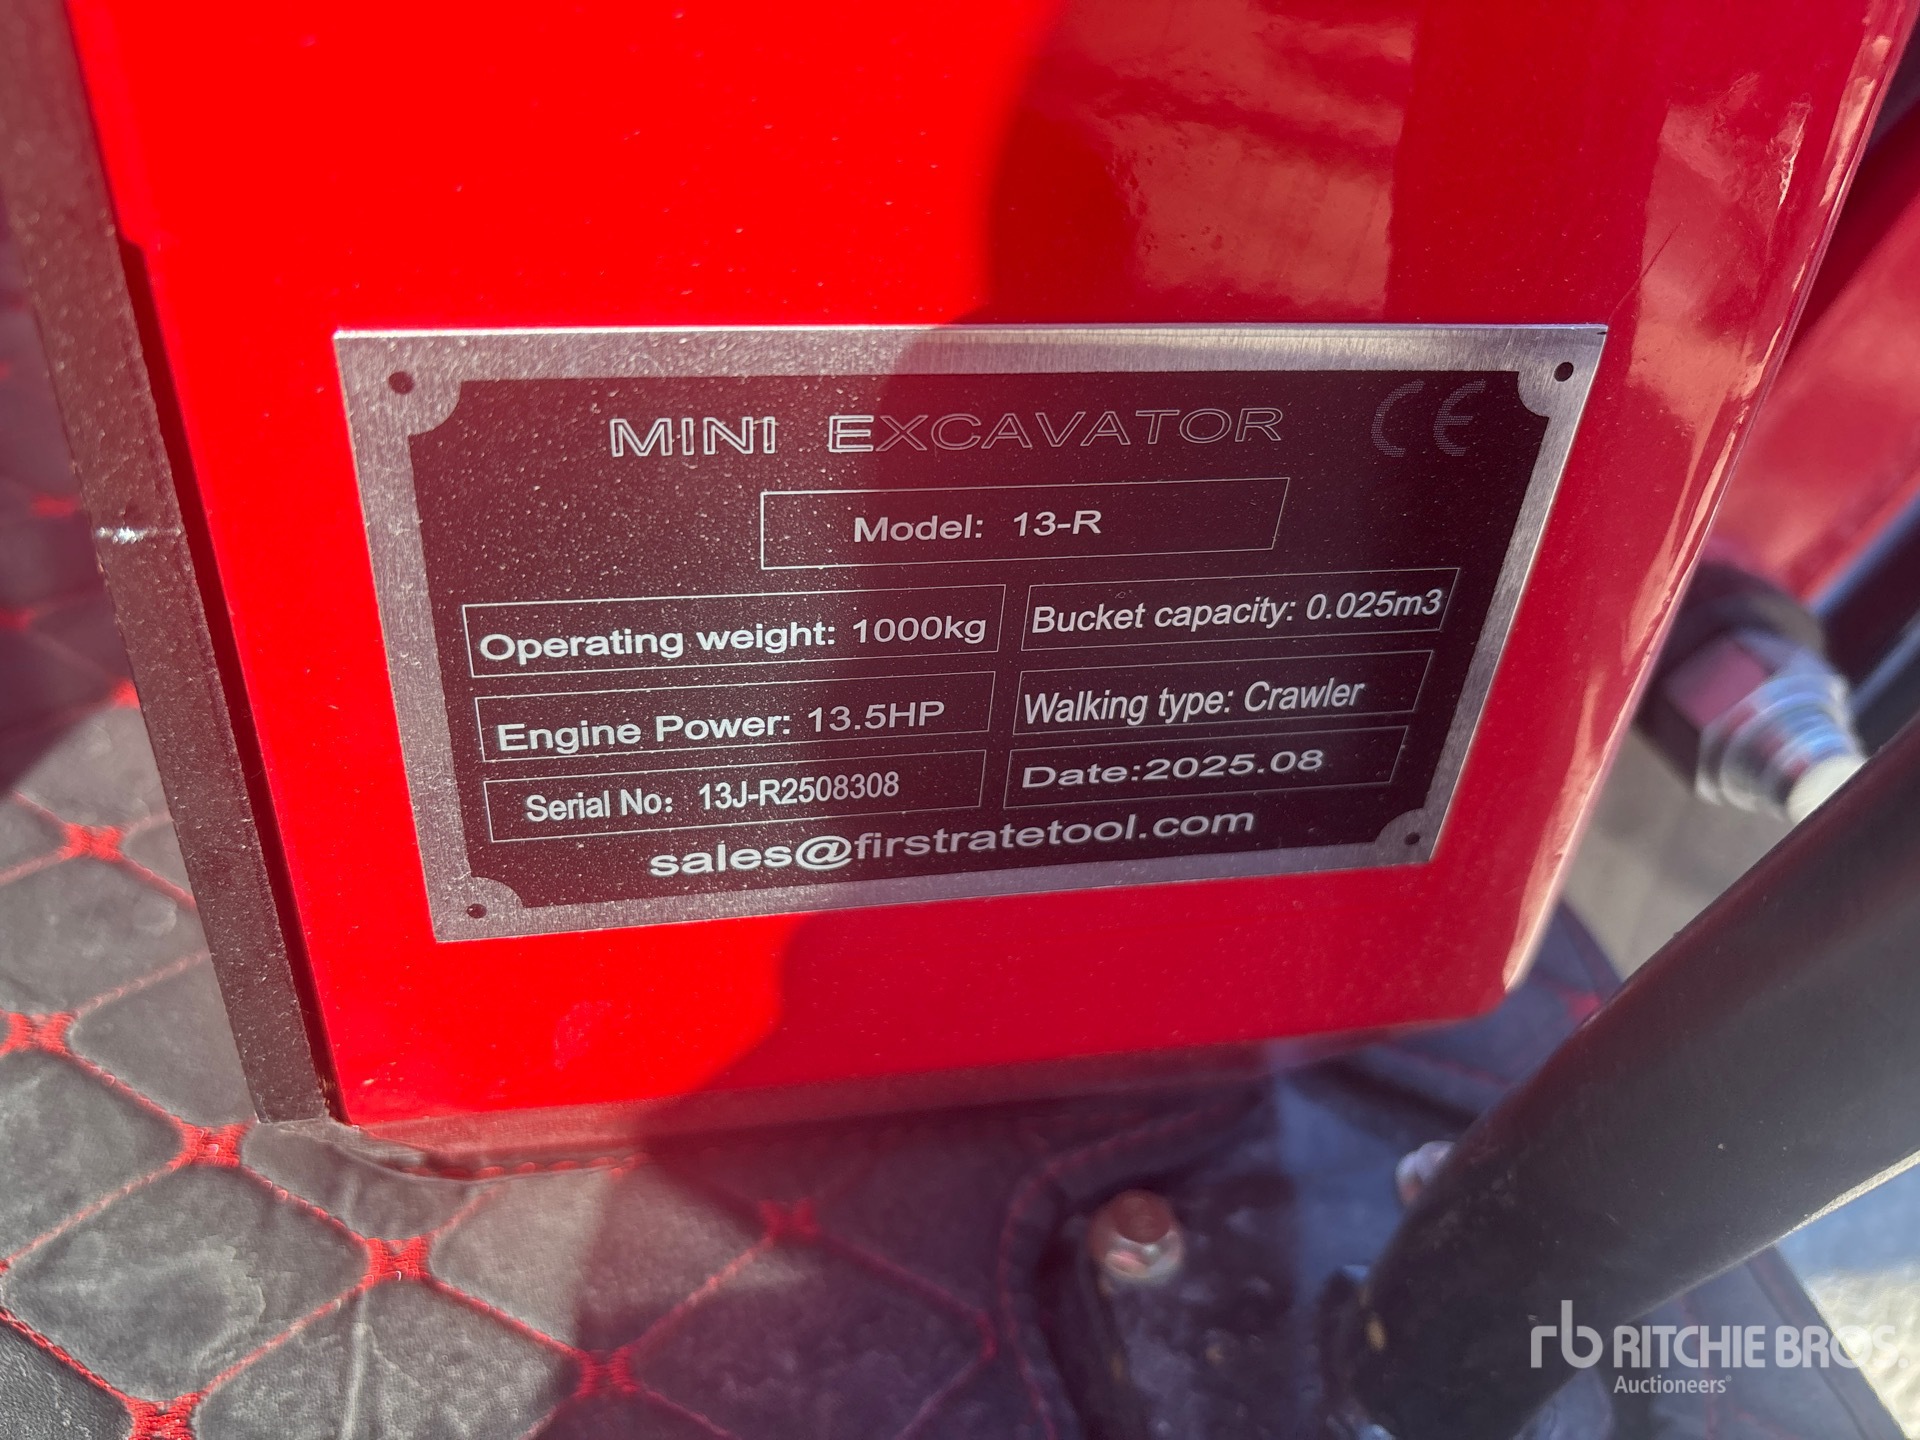 MINI EXCAVATOR CE
Model: 13-R
Operating weight: 1000kg
Bucket capacity: 0.025m3
Engine Power: 13.5HP
Walking type: Crawler
Serial No: 13J-R2508308
Date:2025.08
sales@firstratetool.com
rb RITCHIE BROS.
Auctioneers